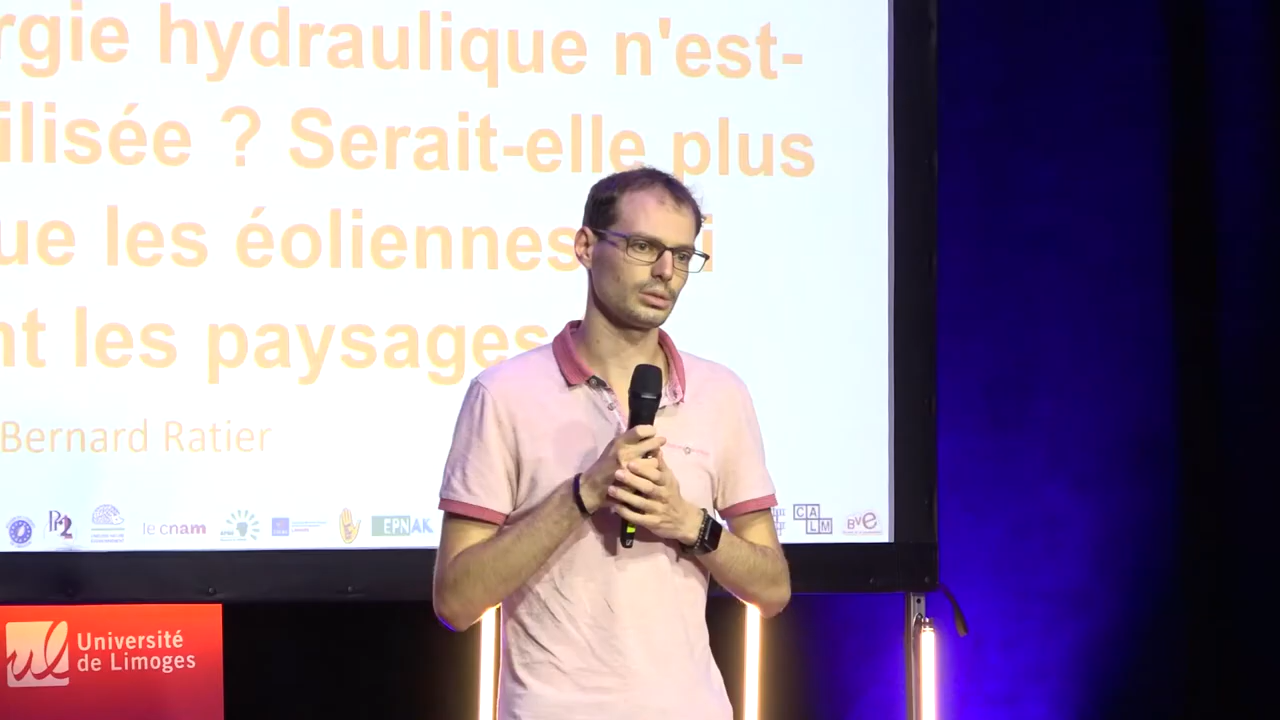 rgie hydraulique n'est-
ilisée ? Serait-elle plus
ue les éoliennes
nt les paysages
Bernard Ratier
le cnam
EPNAK
CALM
BVE
Université
de Limoges